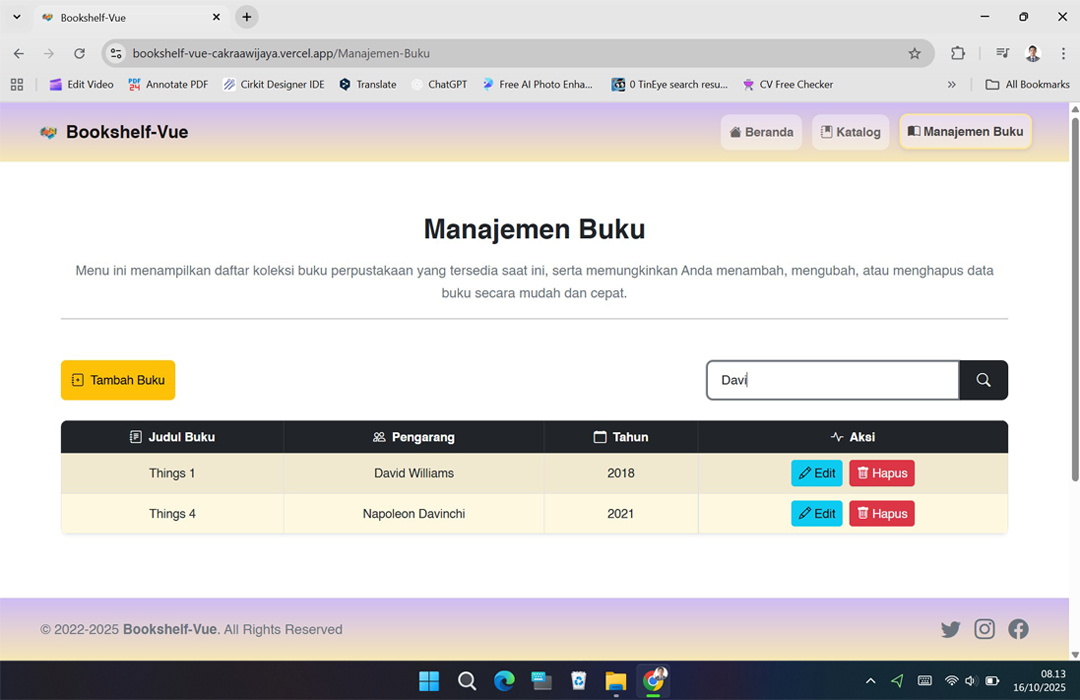 Bookshelf-Vue
bookshelf-vue-cakraawijaya.vercel.app/Manajemen-Buku
Edit Video PDF 24 Annotate PDF Cirkit Designer IDE Translate ChatGPT Free AI Photo Enha... 0 TinEye search resu... CV Free Checker » All Bookmarks
Bookshelf-Vue Beranda Katalog Manajemen Buku
Manajemen Buku
Menu ini menampilkan daftar koleksi buku perpustakaan yang tersedia saat ini, serta memungkinkan Anda menambah, mengubah, atau menghapus data
buku secara mudah dan cepat.
Tambah Buku Davi
Judul Buku Pengarang Tahun Aksi
Things 1 David Williams 2018 Edit Hapus
Things 4 Napoleon Davinchi 2021 Edit Hapus
© 2022-2025 Bookshelf-Vue. All Rights Reserved
08.13
16/10/2025